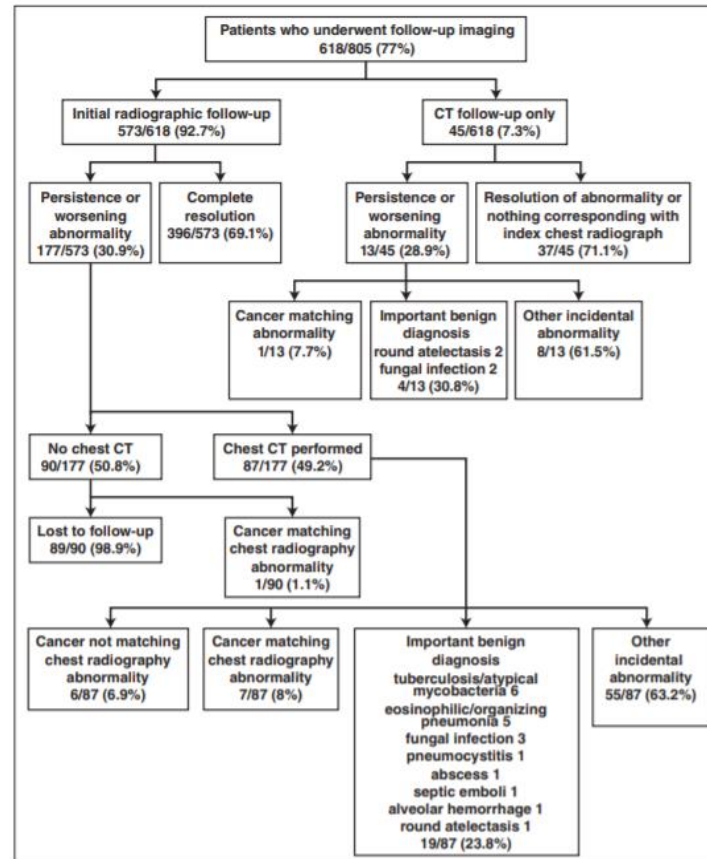 Patients who underwent follow-up imaging
618/805 (77%)
Initial radiographic follow-up
573/618 (92.7%)
CT follow-up only
45/618 (7.3%)
Persistence or
worsening
abnormality
177/573 (30.9%)
Complete
resolution
396/573 (69.1%)
Persistence or
worsening
abnormality
13/45 (28.9%)
Resolution of abnormality or
nothing corresponding with
index chest radiograph
37/45 (71.1%)
Cancer matching
abnormality
1/13 (7.7%)
Important benign
diagnosis
round atelectasis 2
fungal infection 2
4/13 (30.8%)
Other incidental
abnormality
8/13 (61.5%)
No chest CT
90/177 (50.8%)
Chest CT performed
87/177 (49.2%)
Lost to follow-up
89/90 (98.9%)
Cancer matching
chest radiography
abnormality
1/90 (1.1%)
Cancer not matching
chest radiography
abnormality
6/87 (6.9%)
Cancer matching
chest radiography
abnormality
7/87 (8%)
Important benign
diagnosis
tuberculosis/atypical
mycobacteria 6
eosinophilic/organizing
pneumonia 5
fungal infection 3
pneumocystitis 1
abscess 1
septic emboli 1
alveolar hemorrhage 1
round atelectasis 1
19/87 (23.8%)
Other
incidental
abnormality
55/87 (63.2%)